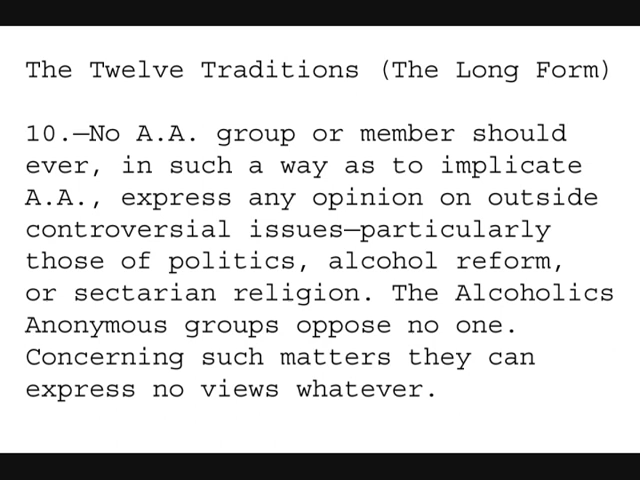 The Twelve Traditions (The Long Form)
10.—No A.A. group or member should
ever, in such a way as to implicate
A.A., express any opinion on outside
controversial issues—particularly
those of politics, alcohol reform,
or sectarian religion. The Alcoholics
Anonymous groups oppose no one.
Concerning such matters they can
express no views whatever.